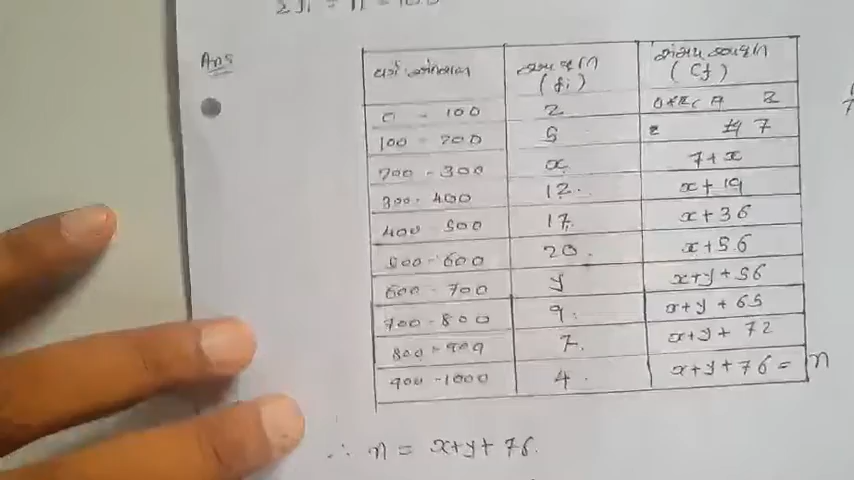 Σfi = n = 100
Ans
વર્ગ અંતરાલ આવૃત્તિ (fi) સંચયી આવૃત્તિ (cf)
0 - 100 2 2
100 - 200 5 7
200 - 300 x 7+x
300 - 400 12 x+19
400 500 17 x+36
500 - 600 20 x+56
600 - 700 y x+y+56
700 - 800 9 x+y+65
800 - 900 7 x+y+72
900 - 1000 4 x+y+76 = n
∴ n = x+y+76.